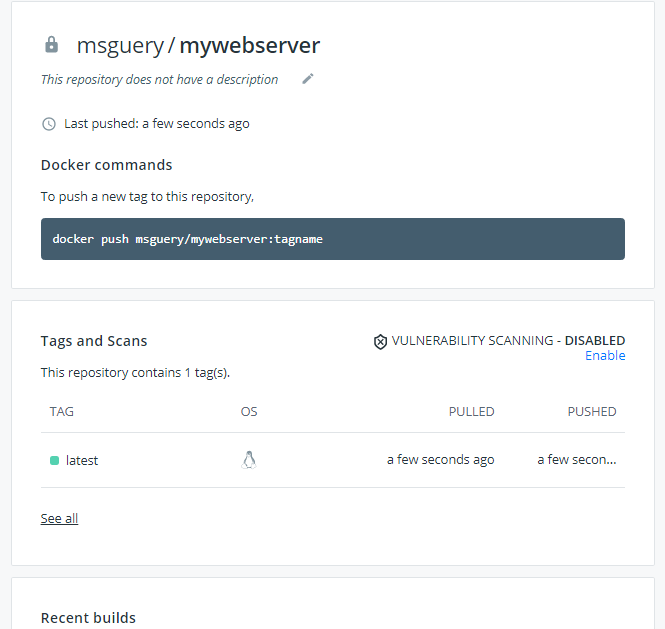 msguery / mywebserver
This repository does not have a description
Last pushed: a few seconds ago
Docker commands
To push a new tag to this repository,
docker push msguery/mywebserver:tagname
Tags and Scans
VULNERABILITY SCANNING - DISABLED
Enable
This repository contains 1 tag(s).
TAG OS PULLED PUSHED
latest a few seconds ago a few secon...
See all
Recent builds